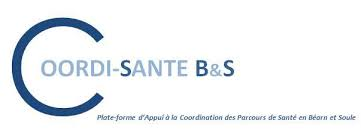 COORDI-SANTE B&S
Plate-forme d'Appui à la Coordination des Parcours de Santé en Béarn et Soule